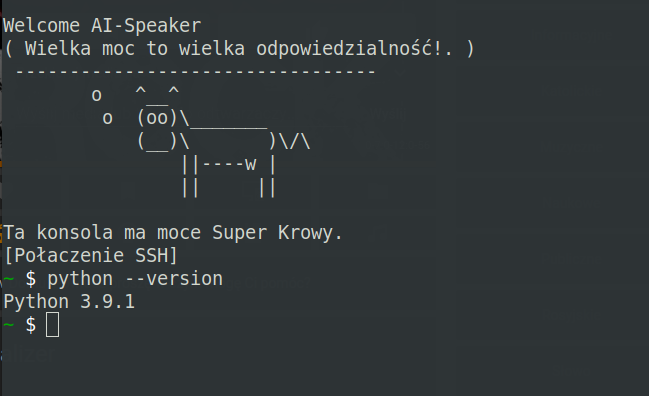 Welcome AI-Speaker
( Wielka moc to wielka odpowiedzialność!. )
 ---------------------------------
        o   ^__^
         o  (oo)\_______
            (__)\       )\/\
                ||----w |
                ||     ||
Ta konsola ma moce Super Krowy.
[Połaczenie SSH]
~ $ python --version
Python 3.9.1
~ $